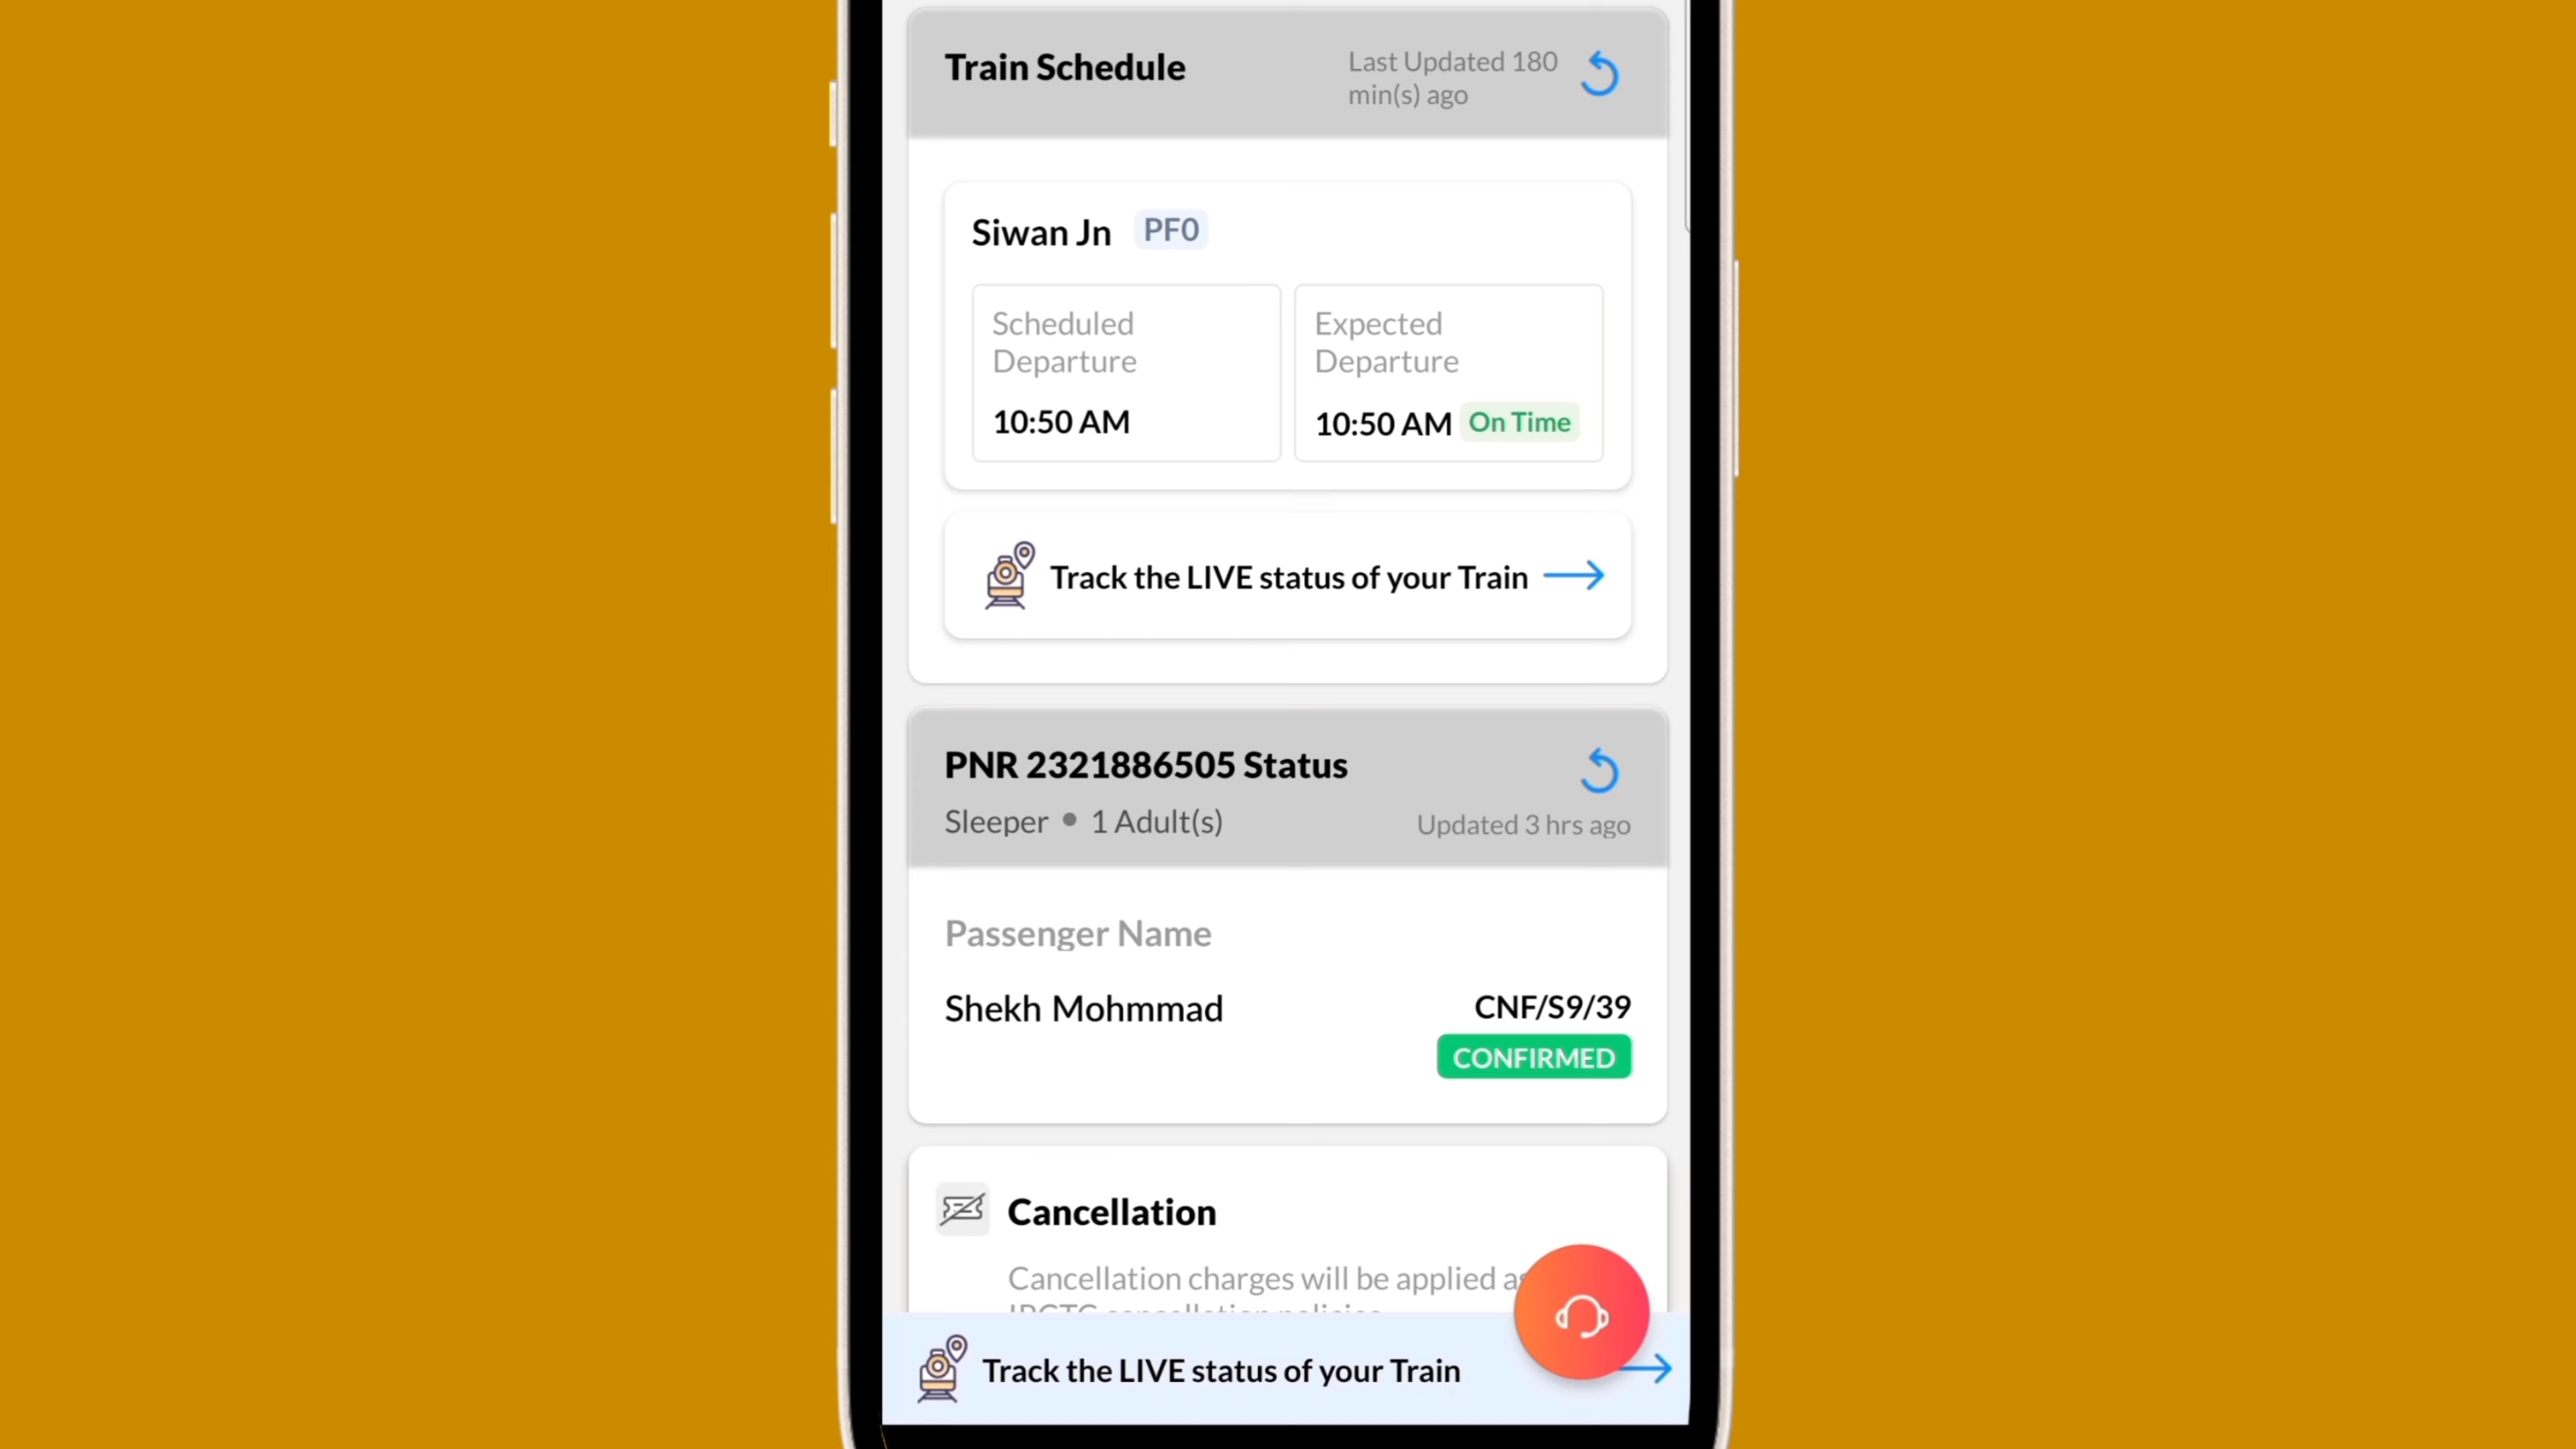 Train Schedule
Last Updated 180
min(s) ago
Siwan Jn PF0
Scheduled
Departure
10:50 AM
Expected
Departure
10:50 AM On Time
Track the LIVE status of your Train
PNR 2321886505 Status
Sleeper • 1 Adult(s)
Updated 3 hrs ago
Passenger Name
Shekh Mohmmad
CNF/S9/39
CONFIRMED
Cancellation
Cancellation charges will be applied as
IRCTC cancellation policies
Track the LIVE status of your Train